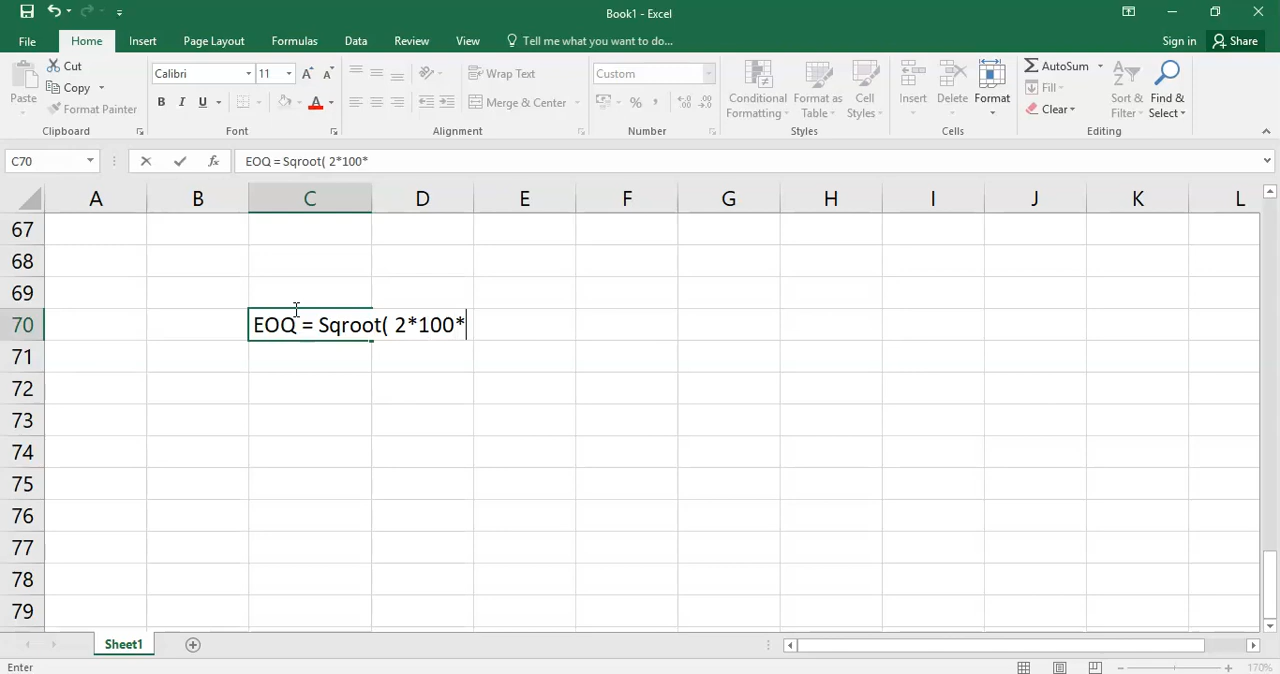 Book1 - Excel
File Home Insert Page Layout Formulas Data Review View Tell me what you want to do... Sign in Share
Paste Cut Copy Format Painter
Calibri 11
B I U A
Wrap Text
Merge & Center
Custom
%
Conditional Formatting
Format as Table
Cell Styles
Insert Delete Format
AutoSum
Fill
Clear
Sort & Filter
Find & Select
Clipboard Font Alignment Number Styles Cells Editing
C70 fx EOQ = Sqroot( 2*100*
A B C D E F G H I J K L
67
68
69
70 EOQ = Sqroot( 2*100*
71
72
73
74
75
76
77
78
79
Sheet1
Enter 170%